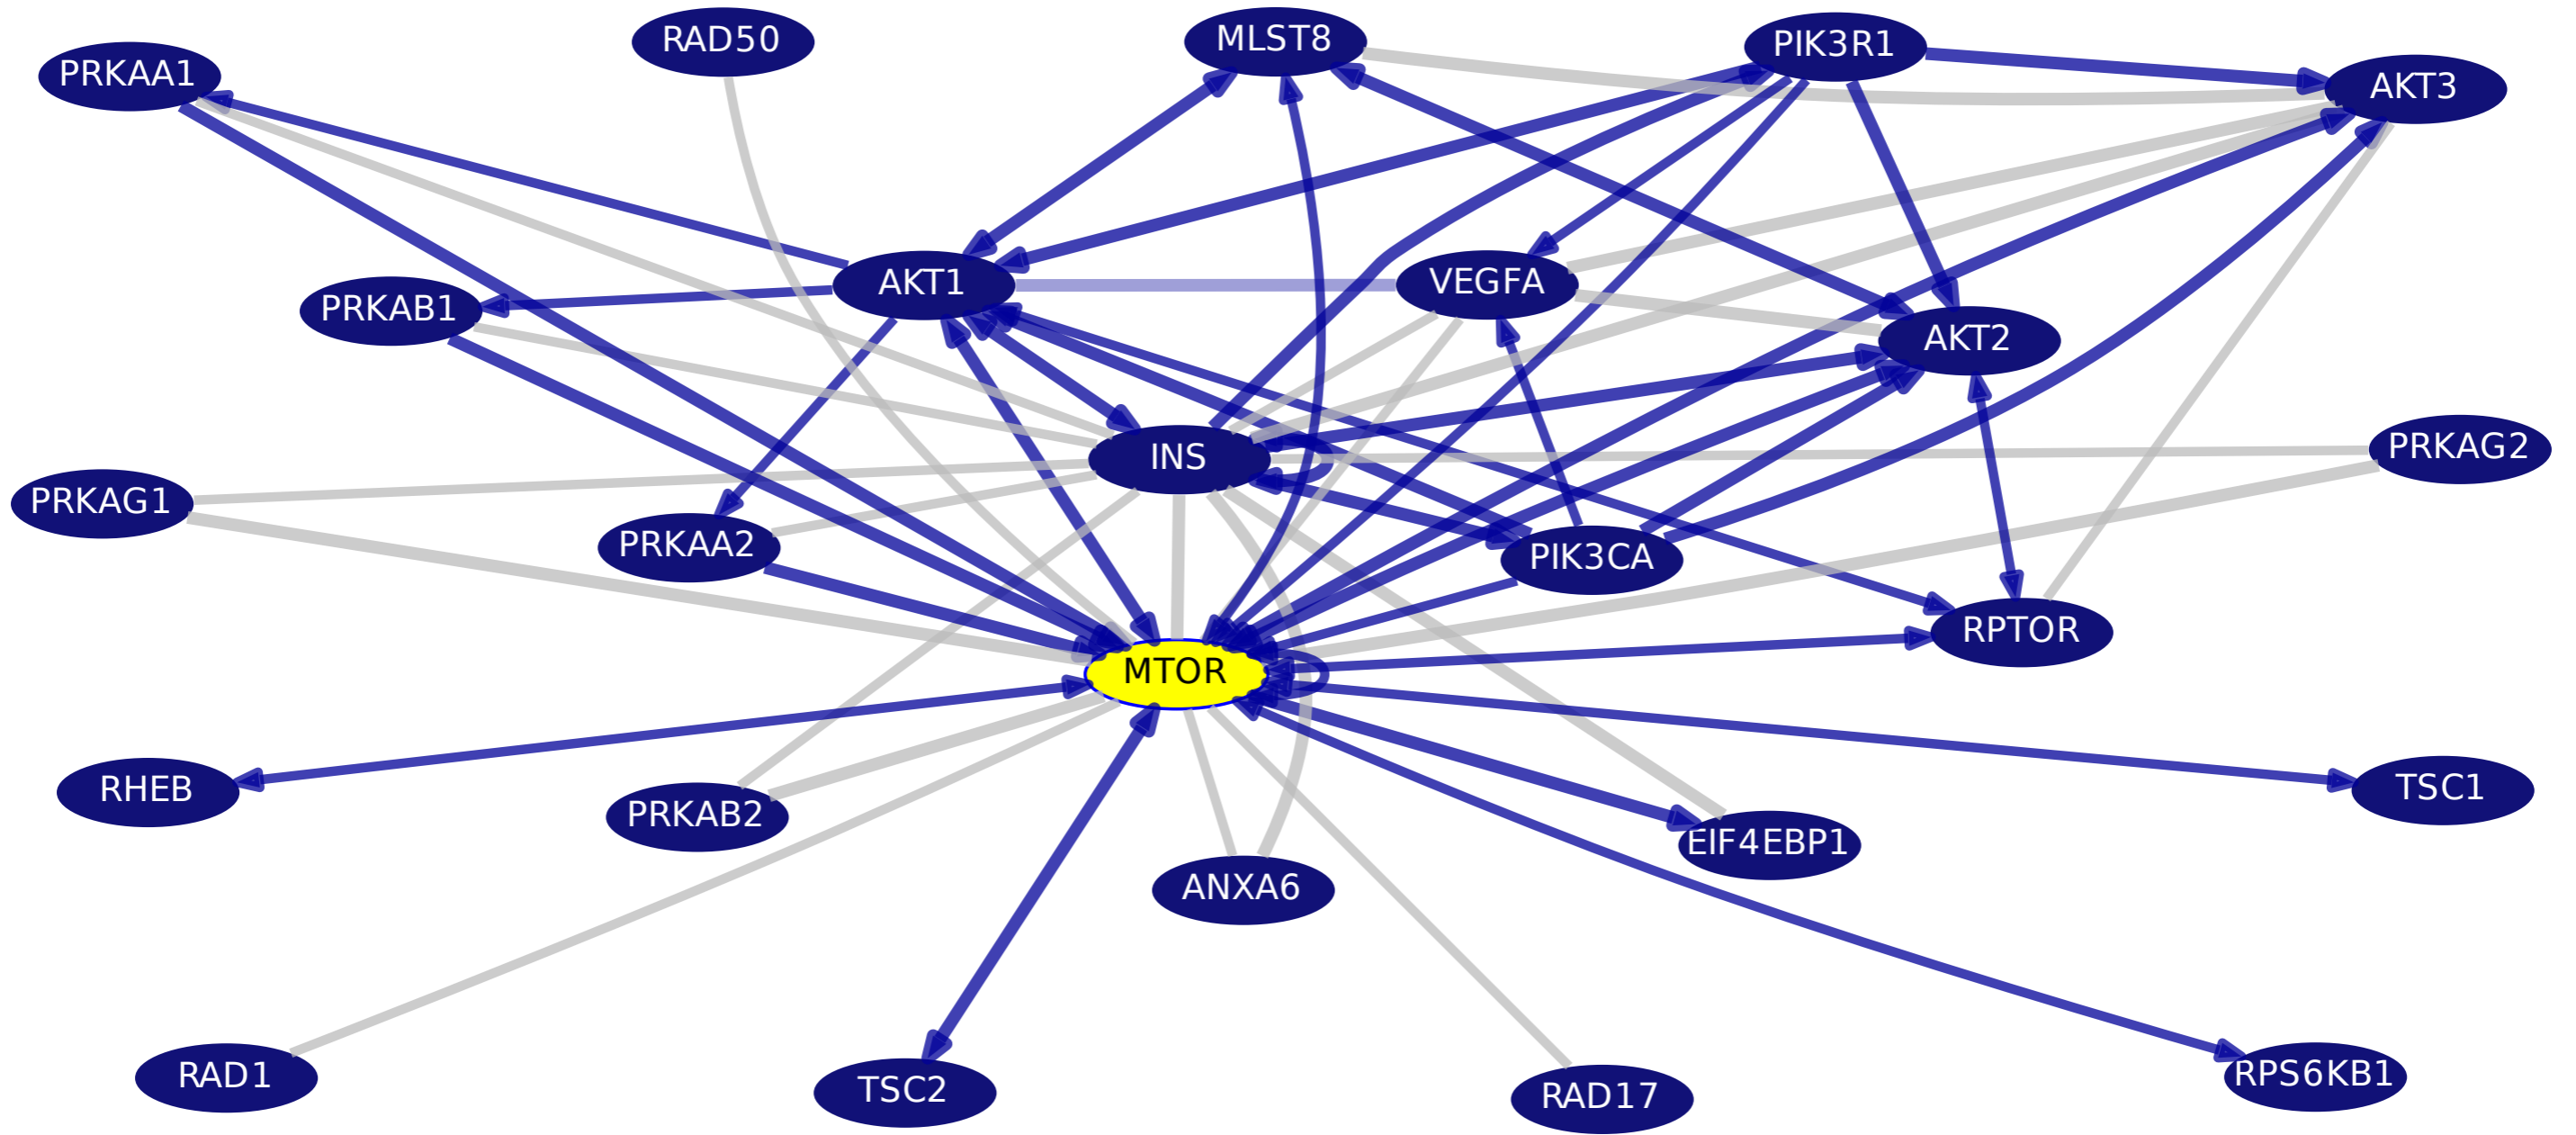 RAD50
MLST8
PIK3R1
PRKAA1
AKT3
AKT1
VEGFA
PRKAB1
AKT2
INS
PRKAG2
PRKAG1
PRKAA2
PIK3CA
RPTOR
MTOR
RHEB
TSC1
PRKAB2
EIF4EBP1
ANXA6
RAD1
TSC2
RAD17
RPS6KB1